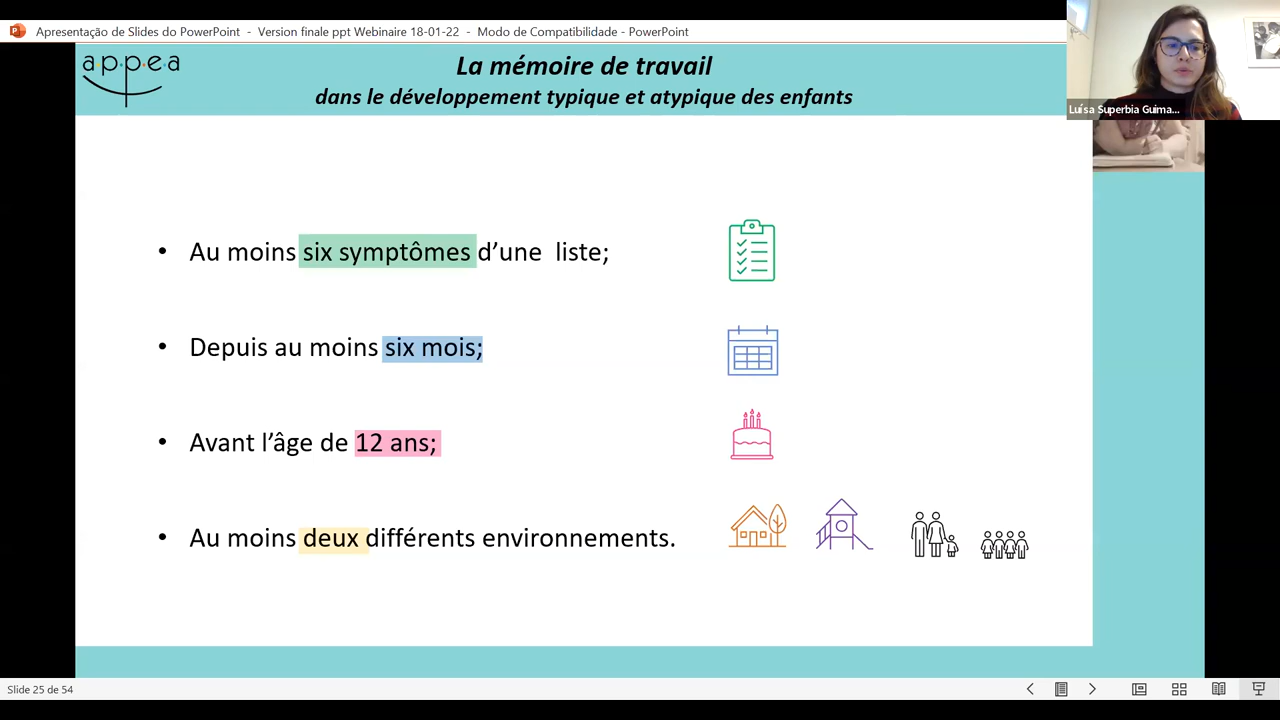 Apresentação de Slides do PowerPoint - Version finale ppt Webinaire 18-01-22 - Modo de Compatibilidade - PowerPoint
appea
La mémoire de travail
dans le développement typique et atypique des enfants
Luísa Superbia Guima...
• Au moins six symptômes d’une liste;
• Depuis au moins six mois;
• Avant l’âge de 12 ans;
• Au moins deux différents environnements.
Slide 25 de 54